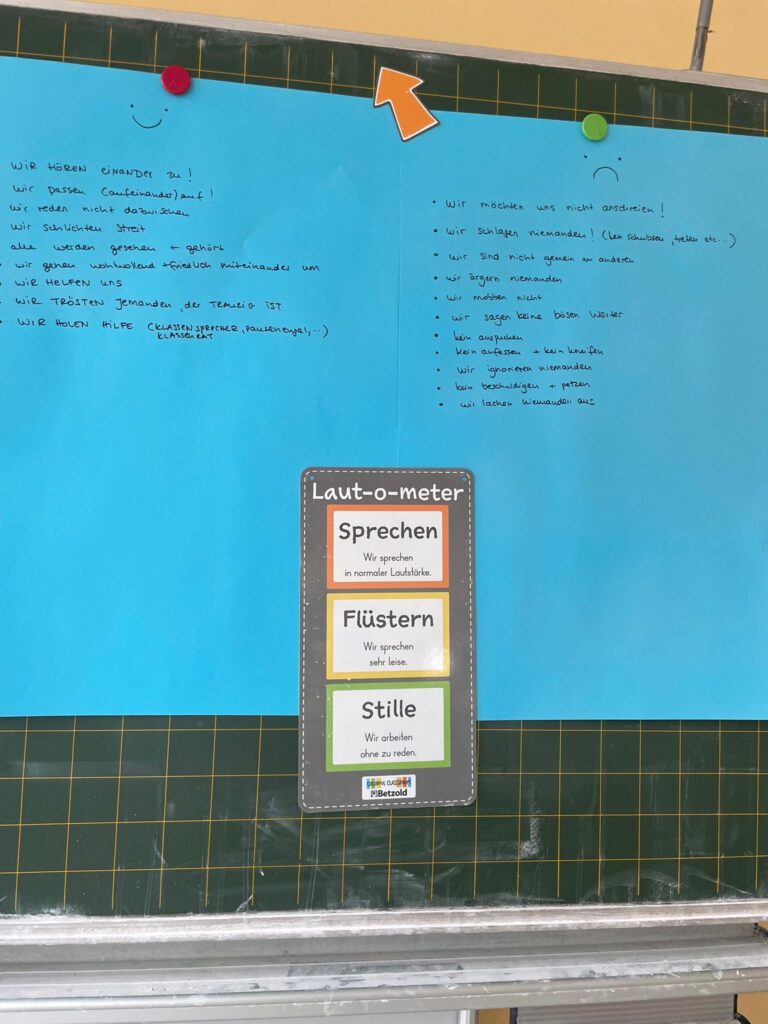 WIR HÖREN EINANDER ZU!
wir passen (aufeinander) auf!
wir reden nicht dazwischen
wir schlichten Streit
alle werden gesehen + gehört
• wir gehen wohlwollend + friedlich miteinander um
• WIR HELFEN UNS
• WIR TRÖSTEN Jemanden, der TRAURIG IST
• WIR HOLEN HILFE (KLASSENSPRECHER, Pausenengel, ...)
KLASSENRAT
• Wir möchten uns nicht anschreien!
• Wir schlagen niemanden! (kein schubsen, treten etc...)
• Wir sind nicht gemein zu anderen
• wir ärgern niemanden
• wir mobben nicht
• wir sagen keine bösen Wörter
• kein anspucken
• kein anfassen + kein kneifen
• Wir ignorieren niemanden
• kein beschuldigen + petzen
• wir lachen niemanden aus
Laut-o-meter
Sprechen
Wir sprechen
in normaler Lautstärke.
Flüstern
Wir sprechen
sehr leise.
Stille
Wir arbeiten
ohne zu reden.
COLORFUL CLASSROOM
Betzold